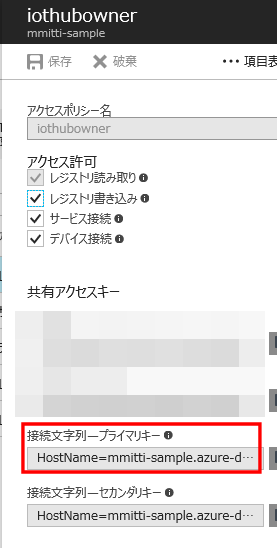 iothubowner
mmitti-sample
保存 破棄 ••• 項目表
アクセスポリシー名
iothubowner
アクセス許可
レジストリ読み取り
レジストリ書き込み
サービス接続
デバイス接続
共有アクセスキー
接続文字列—プライマリキー
HostName=mmitti-sample.azure-d…
接続文字列—セカンダリキー
HostName=mmitti-sample.azure-d…